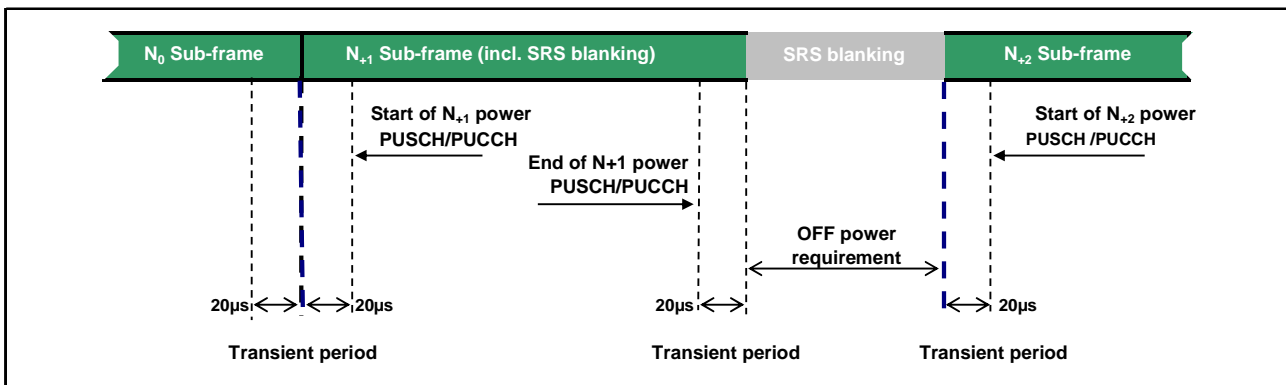 N₀ Sub-frame
N₊₁ Sub-frame (incl. SRS blanking)
SRS blanking
N₊₂ Sub-frame
Start of N₊₁ power
PUSCH/PUCCH
End of N+1 power
PUSCH/PUCCH
Start of N₊₂ power
PUSCH /PUCCH
OFF power
requirement
20µs
20µs
20µs
20µs
Transient period
Transient period
Transient period